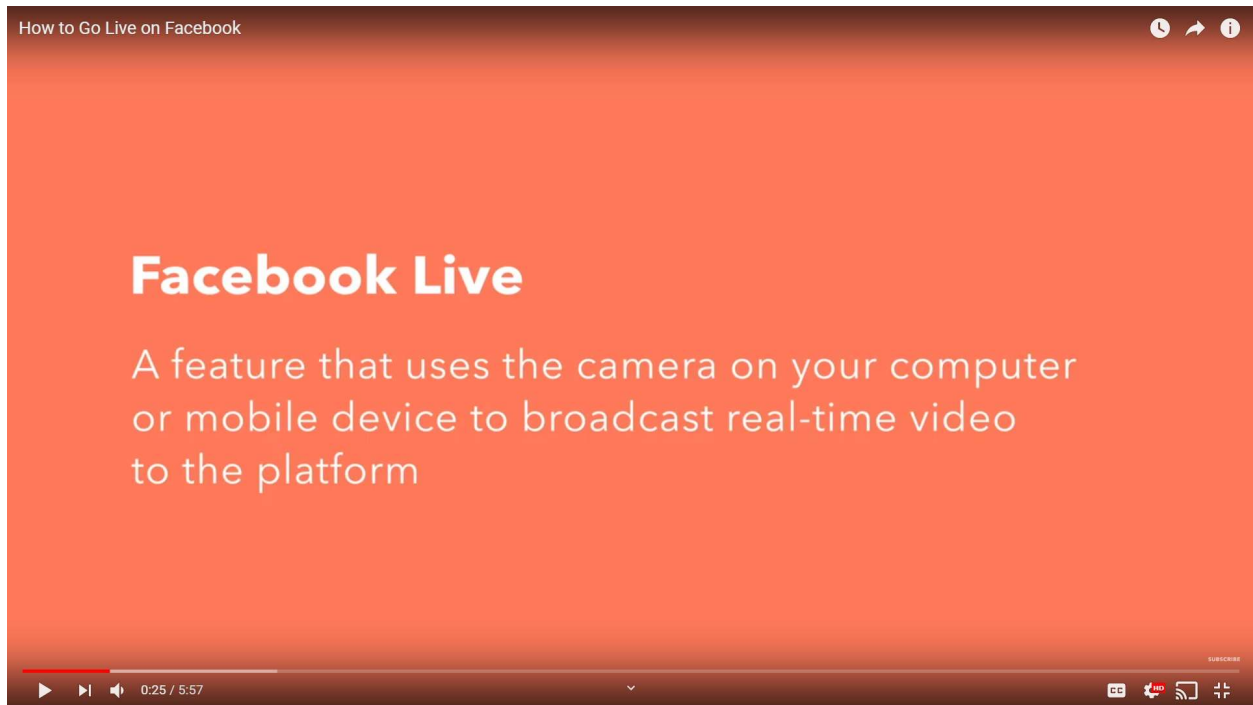 How to Go Live on Facebook
Facebook Live
A feature that uses the camera on your computer
or mobile device to broadcast real-time video
to the platform
SUBSCRIBE
0:25 / 5:57
CC
HD